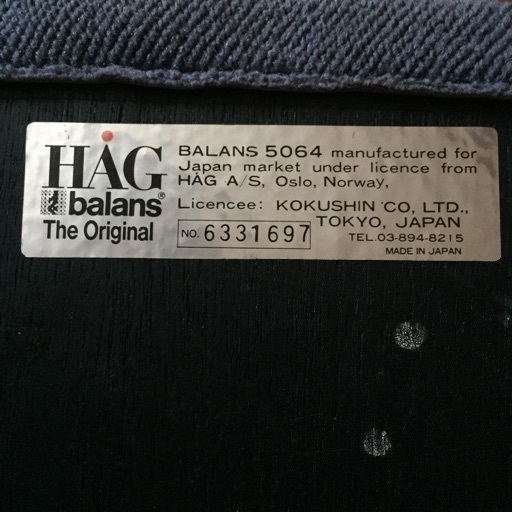 HÅG
balans®
The Original
BALANS 5064 manufactured for
Japan market under licence from
HÅG A/S, Oslo, Norway,
Licencee: KOKUSHIN CO, LTD.,
TOKYO, JAPAN
NO. 6331697
TEL.03-894-8215
MADE IN JAPAN